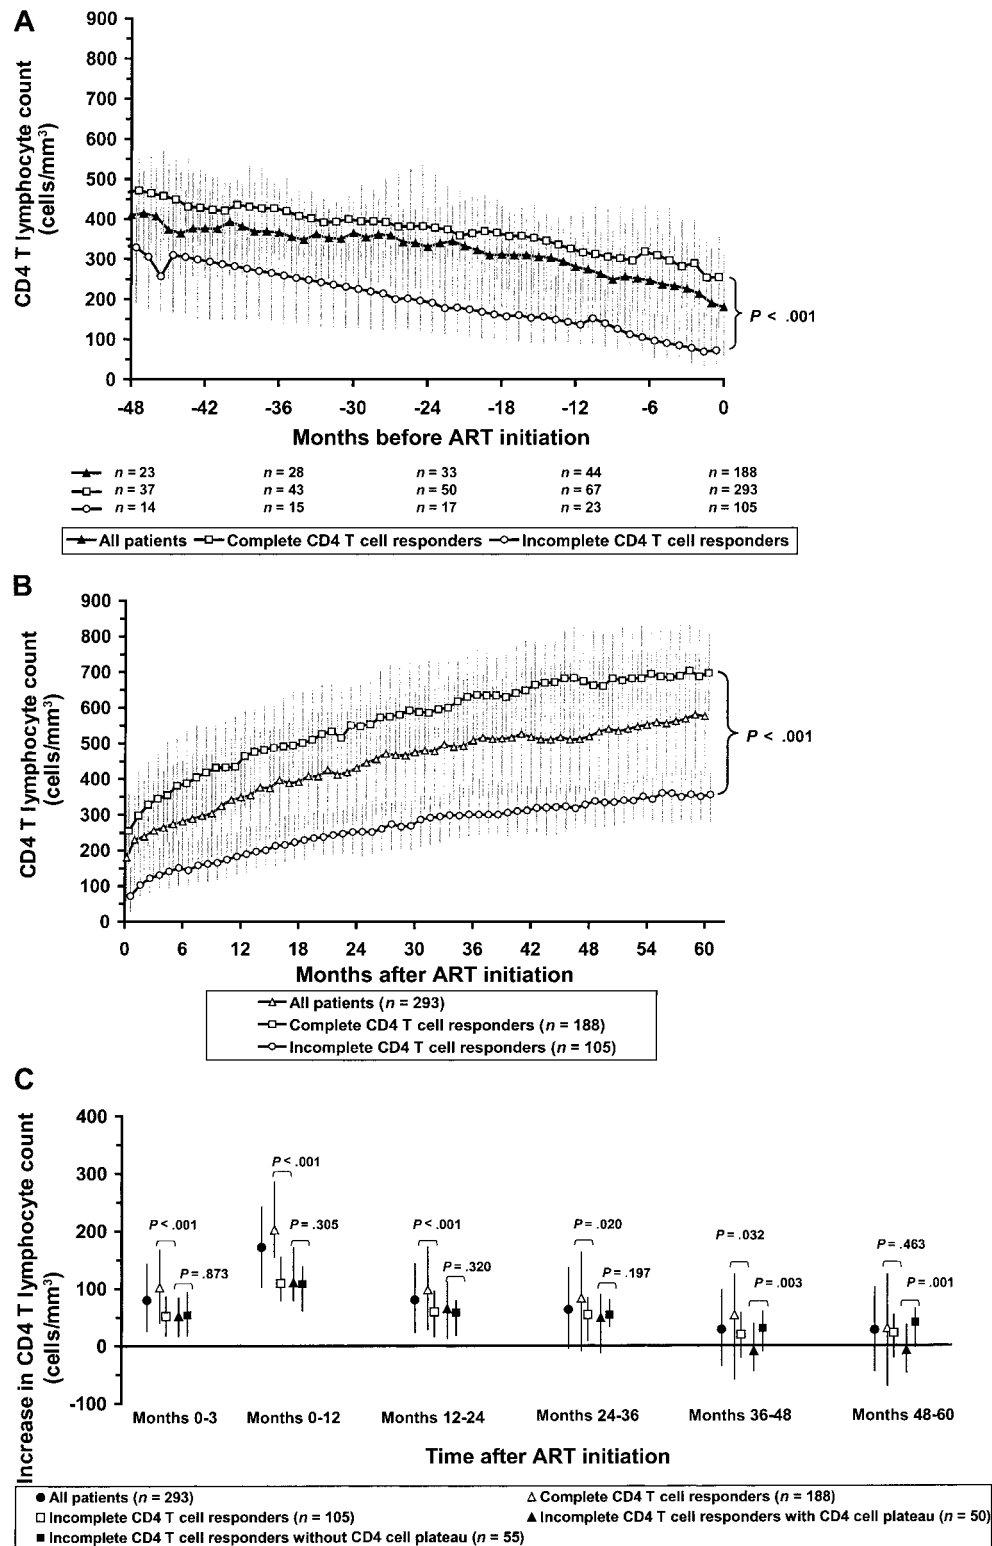 A
CD4 T lymphocyte count
(cells/mm³)
900
800
700
600
500
400
300
200
100
0
P < .001
-48 -42 -36 -30 -24 -18 -12 -6 0
Months before ART initiation
n = 23 n = 28 n = 33 n = 44 n = 188
n = 37 n = 43 n = 50 n = 67 n = 293
n = 14 n = 15 n = 17 n = 23 n = 105
All patients Complete CD4 T cell responders Incomplete CD4 T cell responders
B
CD4 T lymphocyte count
(cells/mm³)
900
800
700
600
500
400
300
200
100
0
P < .001
0 6 12 18 24 30 36 42 48 54 60
Months after ART initiation
All patients (n = 293)
Complete CD4 T cell responders (n = 188)
Incomplete CD4 T cell responders (n = 105)
C
Increase in CD4 T lymphocyte count
(cells/mm³)
400
300
200
100
0
-100
P < .001
P = .873
P < .001
P = .305
P < .001
P = .320
P = .020
P = .197
P = .032
P = .003
P = .463
P = .001
Months 0-3 Months 0-12 Months 12-24 Months 24-36 Months 36-48 Months 48-60
Time after ART initiation
All patients (n = 293) Complete CD4 T cell responders (n = 188)
Incomplete CD4 T cell responders (n = 105) Incomplete CD4 T cell responders with CD4 cell plateau (n = 50)
Incomplete CD4 T cell responders without CD4 cell plateau (n = 55)